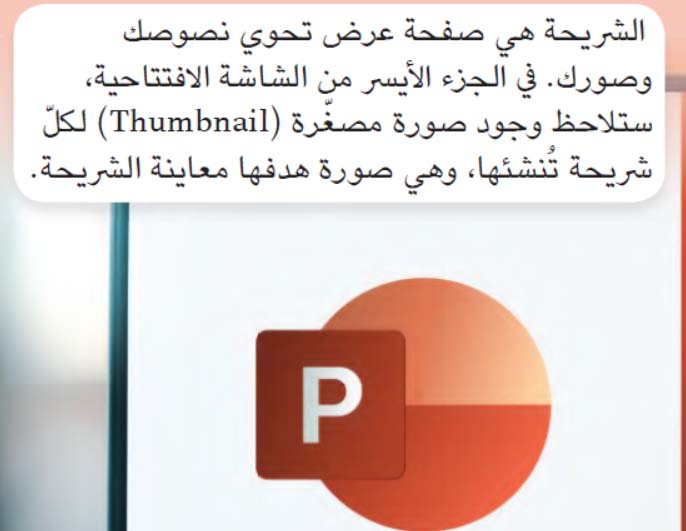 الشريحة هي صفحة عرض تحوي نصوصك
وصورك. في الجزء الأيسر من الشاشة الافتتاحية،
ستلاحظ وجود صورة مصغّرة (Thumbnail) لكلّ
شريحة تُنشئها، وهي صورة هدفها معاينة الشريحة.
P